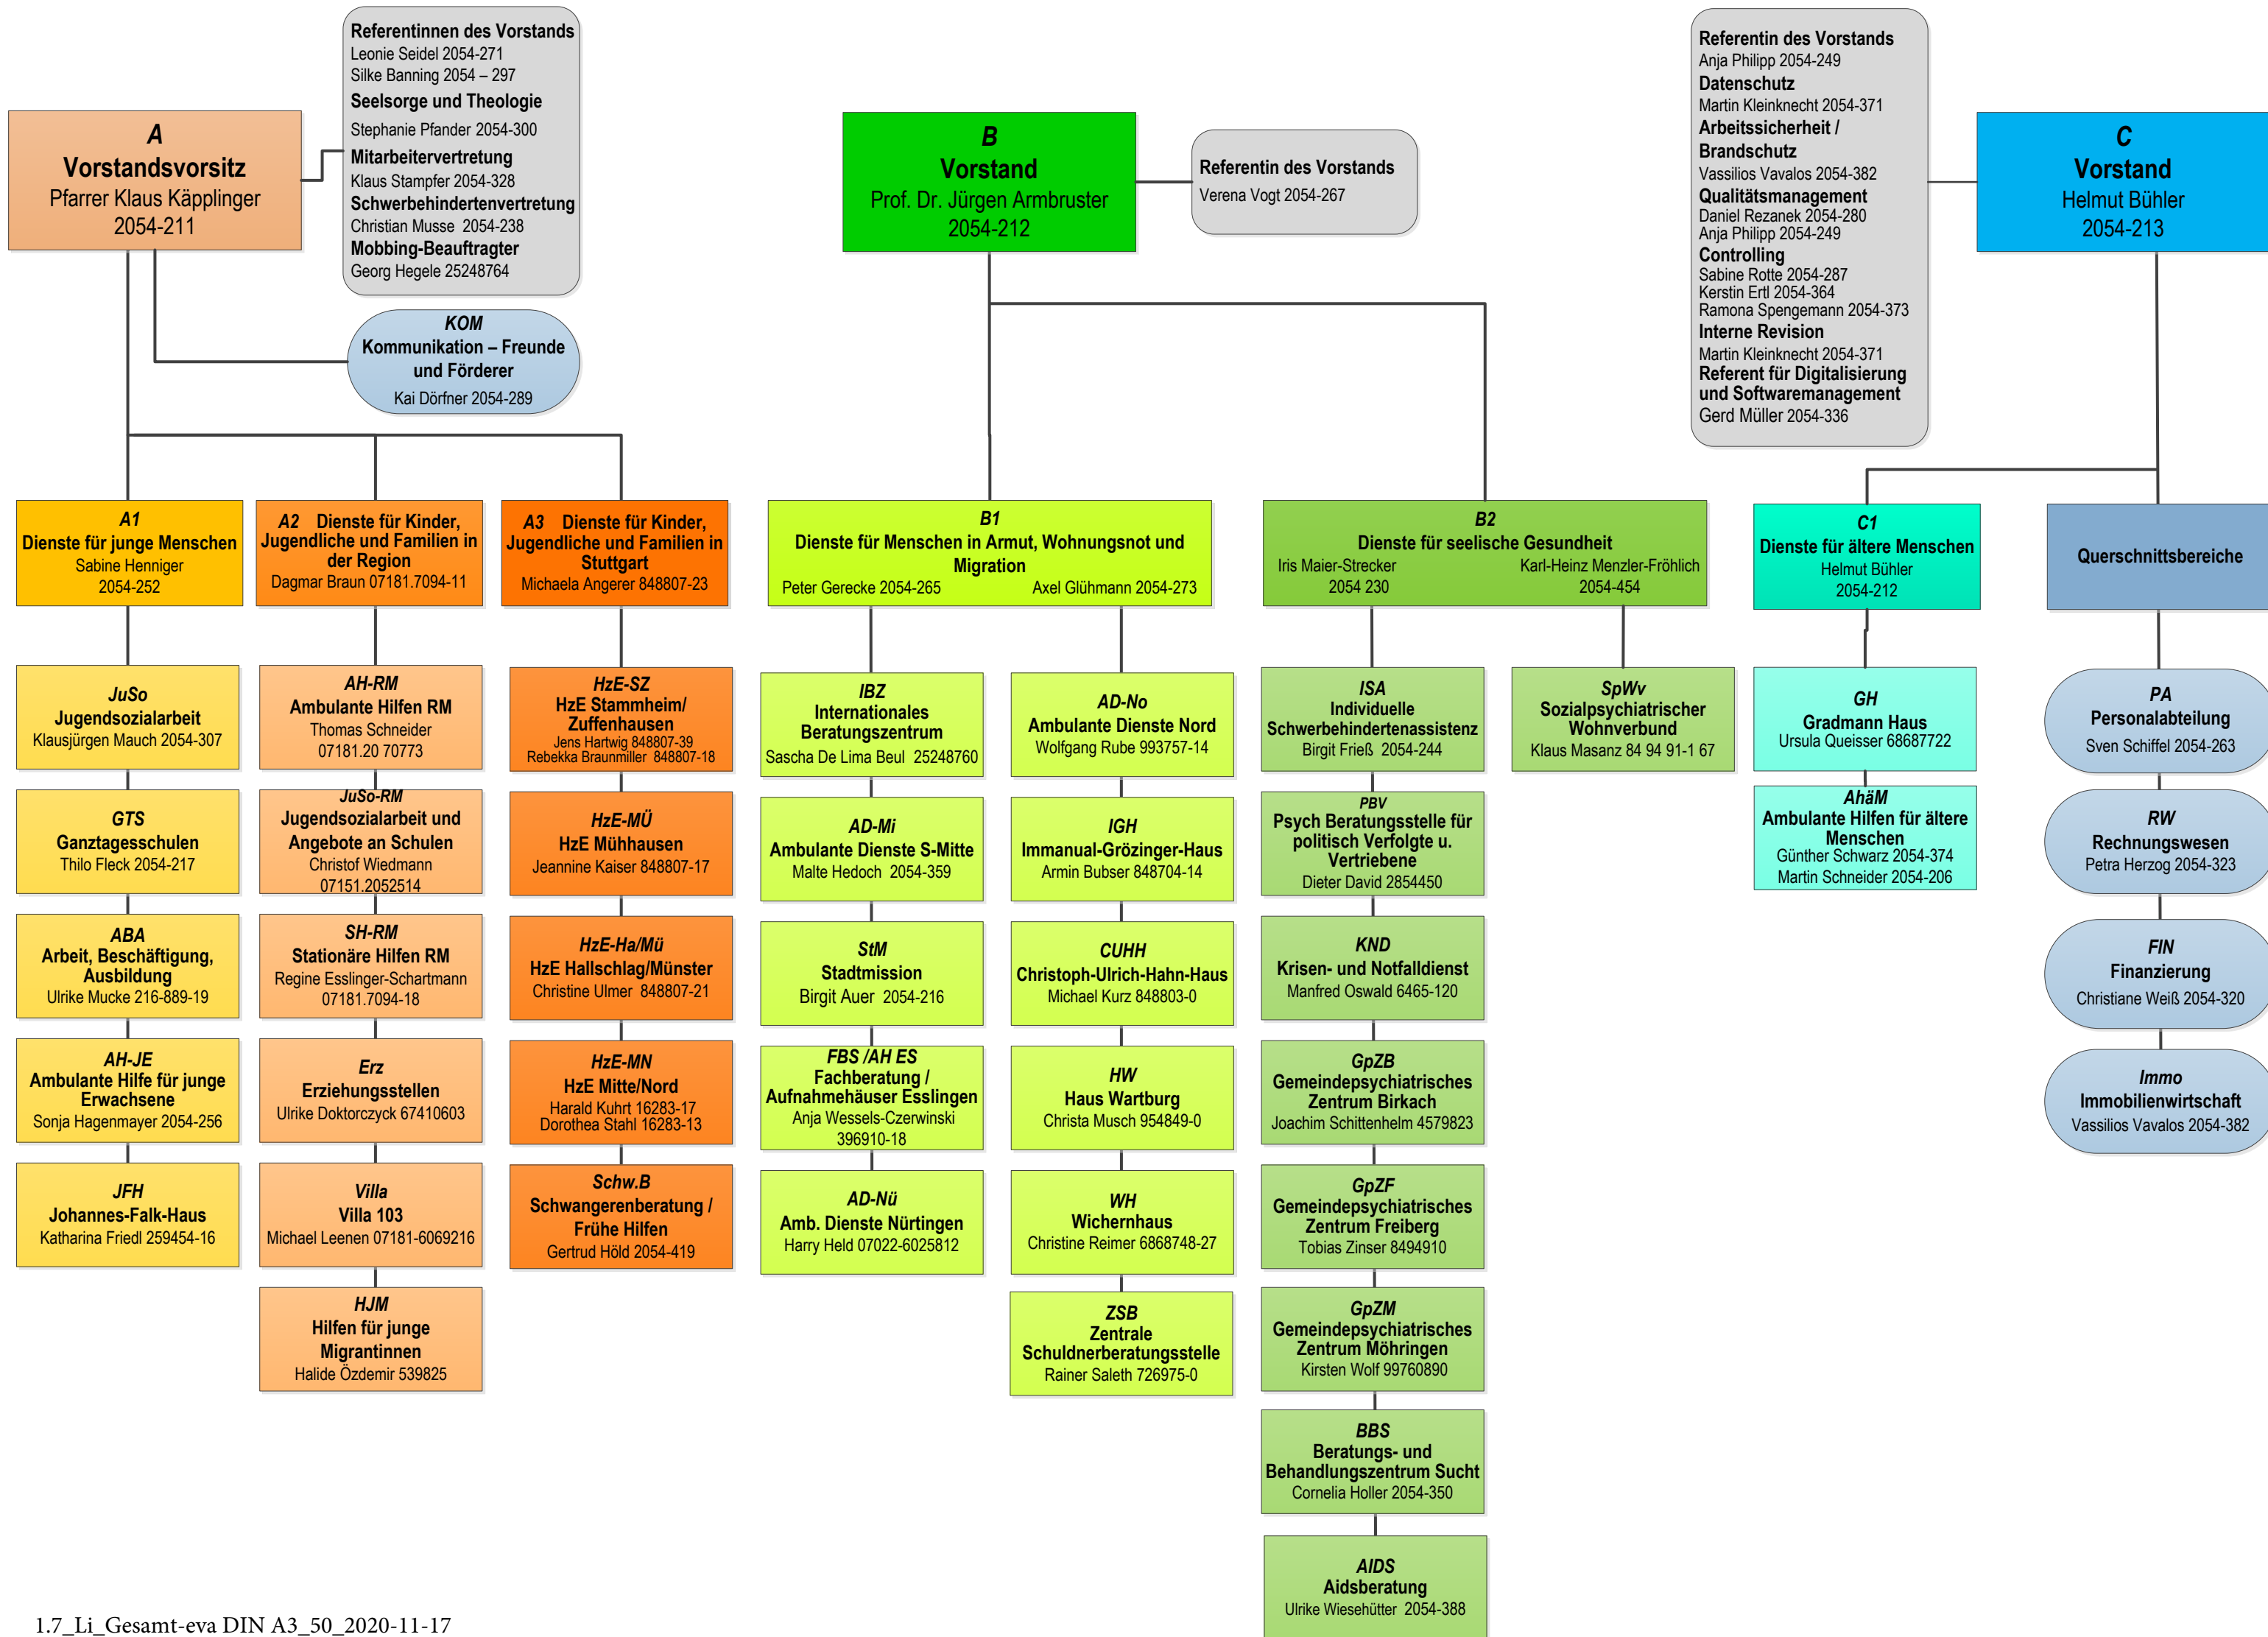 Referentinnen des Vorstands
Leonie Seidel 2054-271
Silke Banning 2054 – 297
Seelsorge und Theologie
Stephanie Pfander 2054-300
Mitarbeitervertretung
Klaus Stampfer 2054-328
Schwerbehindertenvertretung
Christian Musse 2054-238
Mobbing-Beauftragter
Georg Hegele 25248764
A
Vorstandsvorsitz
Pfarrer Klaus Käpplinger
2054-211
KOM
Kommunikation – Freunde
und Förderer
Kai Dörfner 2054-289
B
Vorstand
Prof. Dr. Jürgen Armbruster
2054-212
Referentin des Vorstands
Verena Vogt 2054-267
Referentin des Vorstands
Anja Philipp 2054-249
Datenschutz
Martin Kleinknecht 2054-371
Arbeitssicherheit /
Brandschutz
Vassilios Vavalos 2054-382
Qualitätsmanagement
Daniel Rezanek 2054-280
Anja Philipp 2054-249
Controlling
Sabine Rotte 2054-287
Kerstin Ertl 2054-364
Ramona Spengemann 2054-373
Interne Revision
Martin Kleinknecht 2054-371
Referent für Digitalisierung
und Softwaremanagement
Gerd Müller 2054-336
C
Vorstand
Helmut Bühler
2054-213
A1
Dienste für junge Menschen
Sabine Henniger
2054-252
A2 Dienste für Kinder,
Jugendliche und Familien in
der Region
Dagmar Braun 07181.7094-11
A3 Dienste für Kinder,
Jugendliche und Familien in
Stuttgart
Michaela Angerer 848807-23
B1
Dienste für Menschen in Armut, Wohnungsnot und
Migration
Peter Gerecke 2054-265 Axel Glühmann 2054-273
B2
Dienste für seelische Gesundheit
Iris Maier-Strecker Karl-Heinz Menzler-Fröhlich
2054 230 2054-454
C1
Dienste für ältere Menschen
Helmut Bühler
2054-212
Querschnittsbereiche
JuSo
Jugendsozialarbeit
Klausjürgen Mauch 2054-307
GTS
Ganztagesschulen
Thilo Fleck 2054-217
ABA
Arbeit, Beschäftigung,
Ausbildung
Ulrike Mucke 216-889-19
AH-JE
Ambulante Hilfe für junge
Erwachsene
Sonja Hagenmayer 2054-256
JFH
Johannes-Falk-Haus
Katharina Friedl 259454-16
AH-RM
Ambulante Hilfen RM
Thomas Schneider
07181.20 70773
JuSo-RM
Jugendsozialarbeit und
Angebote an Schulen
Christof Wiedmann
07151.2052514
SH-RM
Stationäre Hilfen RM
Regine Esslinger-Schartmann
07181.7094-18
Erz
Erziehungsstellen
Ulrike Doktorczyck 67410603
Villa
Villa 103
Michael Leenen 07181-6069216
HJM
Hilfen für junge
Migrantinnen
Halide Özdemir 539825
HzE-SZ
HzE Stammheim/
Zuffenhausen
Jens Hartwig 848807-39
Rebekka Braunmiller 848807-18
HzE-MÜ
HzE Mühhausen
Jeannine Kaiser 848807-17
HzE-Ha/Mü
HzE Hallschlag/Münster
Christine Ulmer 848807-21
HzE-MN
HzE Mitte/Nord
Harald Kuhrt 16283-17
Dorothea Stahl 16283-13
Schw.B
Schwangerenberatung /
Frühe Hilfen
Gertrud Höld 2054-419
IBZ
Internationales
Beratungszentrum
Sascha De Lima Beul 25248760
AD-Mi
Ambulante Dienste S-Mitte
Malte Hedoch 2054-359
StM
Stadtmission
Birgit Auer 2054-216
FBS /AH ES
Fachberatung /
Aufnahmehäuser Esslingen
Anja Wessels-Czerwinski
396910-18
AD-Nü
Amb. Dienste Nürtingen
Harry Held 07022-6025812
AD-No
Ambulante Dienste Nord
Wolfgang Rube 993757-14
IGH
Immanual-Grözinger-Haus
Armin Bubser 848704-14
CUHH
Christoph-Ulrich-Hahn-Haus
Michael Kurz 848803-0
HW
Haus Wartburg
Christa Musch 954849-0
WH
Wichernhaus
Christine Reimer 6868748-27
ZSB
Zentrale
Schuldnerberatungsstelle
Rainer Saleth 726975-0
ISA
Individuelle
Schwerbehindertenassistenz
Birgit Frieß 2054-244
PBV
Psych Beratungsstelle für
politisch Verfolgte u.
Vertriebene
Dieter David 2854450
KND
Krisen- und Notfalldienst
Manfred Oswald 6465-120
GpZB
Gemeindepsychiatrisches
Zentrum Birkach
Joachim Schittenhelm 4579823
GpZF
Gemeindepsychiatrisches
Zentrum Freiberg
Tobias Zinser 8494910
GpZM
Gemeindepsychiatrisches
Zentrum Möhringen
Kirsten Wolf 99760890
BBS
Beratungs- und
Behandlungszentrum Sucht
Cornelia Holler 2054-350
AIDS
Aidsberatung
Ulrike Wiesehütter 2054-388
SpWv
Sozialpsychiatrischer
Wohnverbund
Klaus Masanz 84 94 91-1 67
GH
Gradmann Haus
Ursula Queisser 68687722
AhäM
Ambulante Hilfen für ältere
Menschen
Günther Schwarz 2054-374
Martin Schneider 2054-206
PA
Personalabteilung
Sven Schiffel 2054-263
RW
Rechnungswesen
Petra Herzog 2054-323
FIN
Finanzierung
Christiane Weiß 2054-320
Immo
Immobilienwirtschaft
Vassilios Vavalos 2054-382
1.7_Li_Gesamt-eva DIN A3_50_2020-11-17